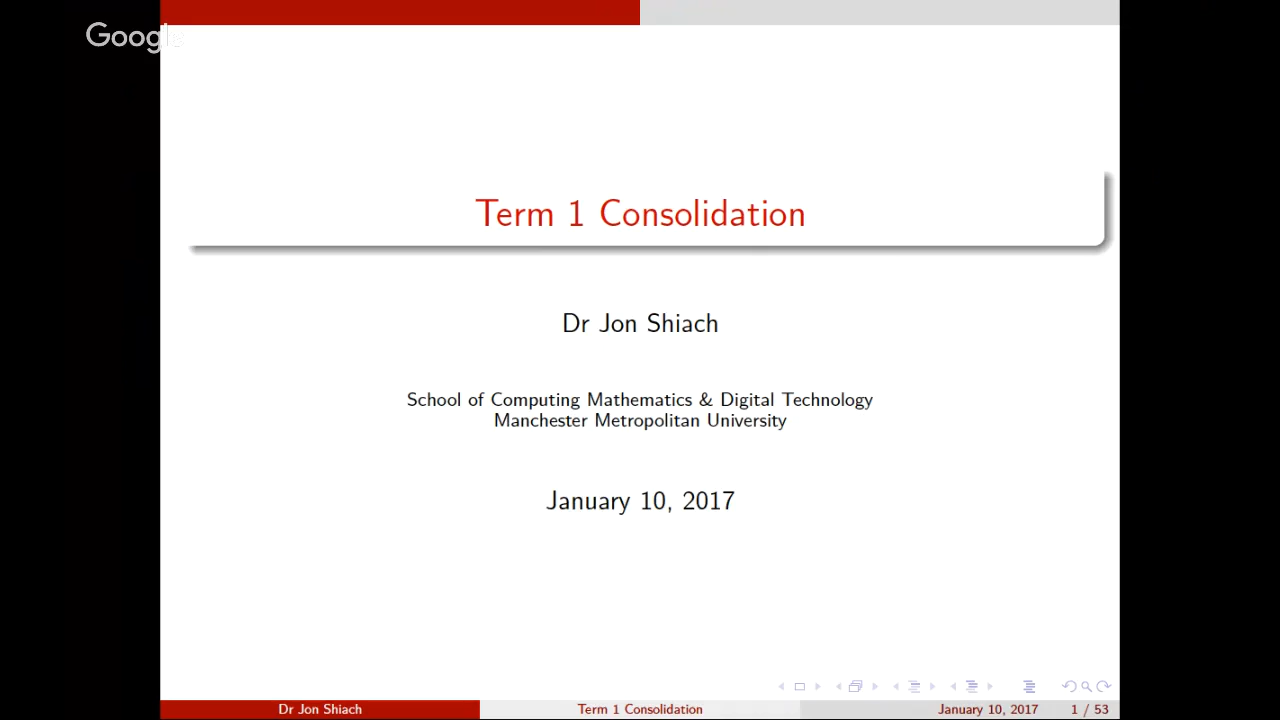 Google
Term 1 Consolidation
Dr Jon Shiach
School of Computing Mathematics & Digital Technology
Manchester Metropolitan University
January 10, 2017
Dr Jon Shiach
Term 1 Consolidation
January 10, 2017
1 / 53